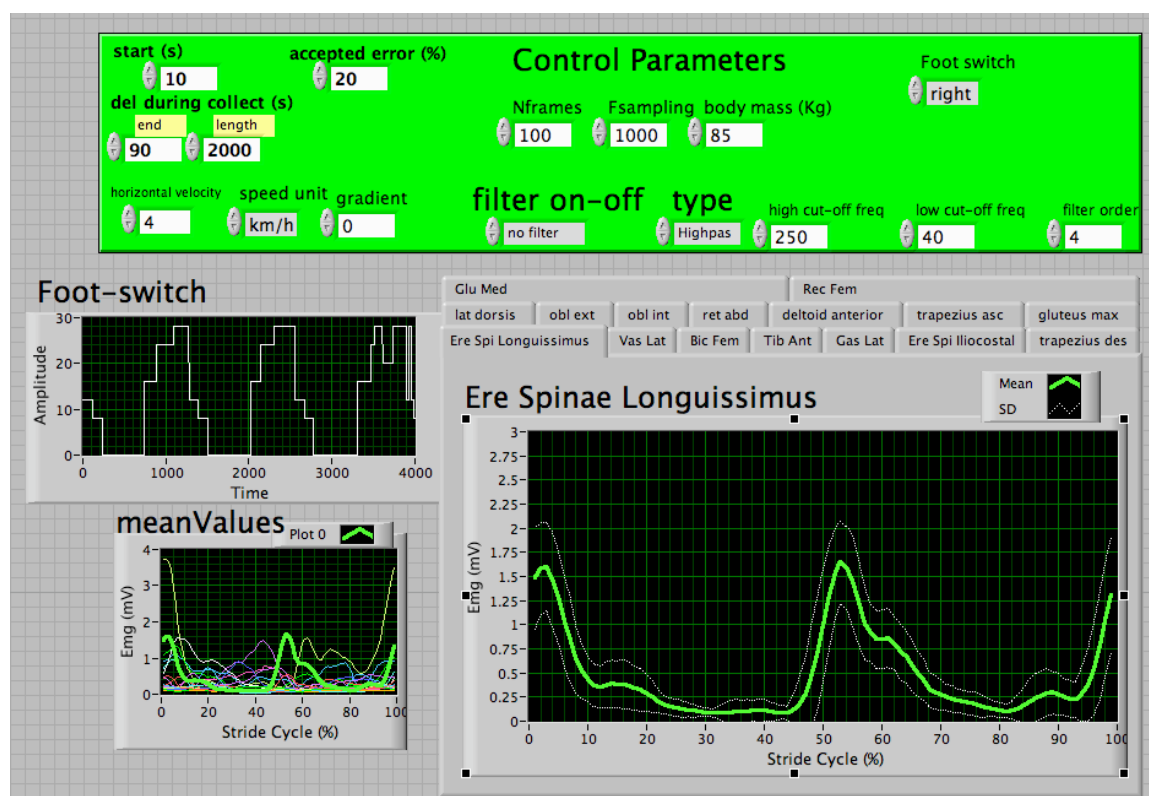 start (s)
accepted error (%)
Control Parameters
Foot switch
10
20
right
del during collect (s)
Nframes
Fsampling
body mass (Kg)
end
length
100
1000
85
90
2000
horizontal velocity
speed unit
gradient
filter on-off
type
high cut-off freq
low cut-off freq
filter order
4
km/h
0
no filter
Highpas
250
40
4
Foot-switch
Amplitude
30-
20-
10-
0-
0
1000
2000
3000
4000
Time
meanValues
Plot 0
Emg (mV)
4-
3-
2-
1-
0-
0
20
40
60
80
100
Stride Cycle (%)
Glu Med
Rec Fem
lat dorsis
obl ext
obl int
ret abd
deltoid anterior
trapezius asc
gluteus max
Ere Spi Longuissimus
Vas Lat
Bic Fem
Tib Ant
Gas Lat
Ere Spi Iliocostal
trapezius des
Ere Spinae Longuissimus
Mean
SD
Emg (mV)
3-
2.75-
2.5-
2.25-
2-
1.75-
1.5-
1.25-
1-
0.75-
0.5-
0.25-
0-
0
10
20
30
40
50
60
70
80
90
100
Stride Cycle (%)